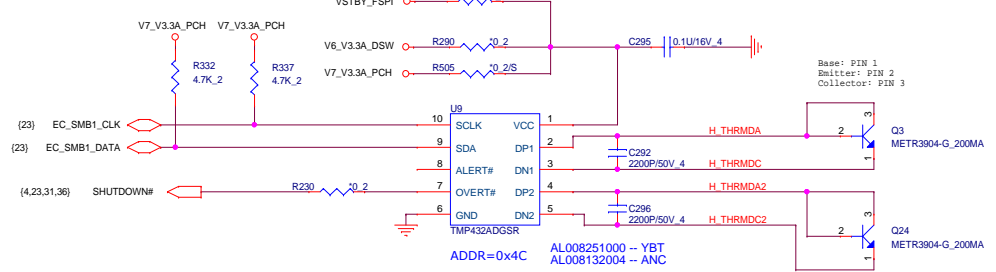 VSTBY_FSPI
V7_V3.3A_PCH
V7_V3.3A_PCH
V6_V3.3A_DSW
R290
*0_2
C295
0.1U/16V_4
R332
4.7K_2
R337
4.7K_2
V7_V3.3A_PCH
R505
*0_2/S
Base: PIN 1
Emitter: PIN 2
Collector: PIN 3
U9
{23}
EC_SMB1_CLK
10
SCLK
VCC
1
H_THRMDA
2
3
1
Q3
METR3904-G_200MA
{23}
EC_SMB1_DATA
9
SDA
DP1
2
C292
2200P/50V_4
8
ALERT#
DN1
3
H_THRMDC
{4,23,31,36}
SHUTDOWN#
R230
*0_2
7
OVERT#
DP2
4
H_THRMDA2
C296
2200P/50V_4
6
GND
DN2
5
H_THRMDC2
2
3
1
Q24
METR3904-G_200MA
TMP432ADGSR
ADDR=0x4C
AL008251000 -- YBT
AL008132004 -- ANC